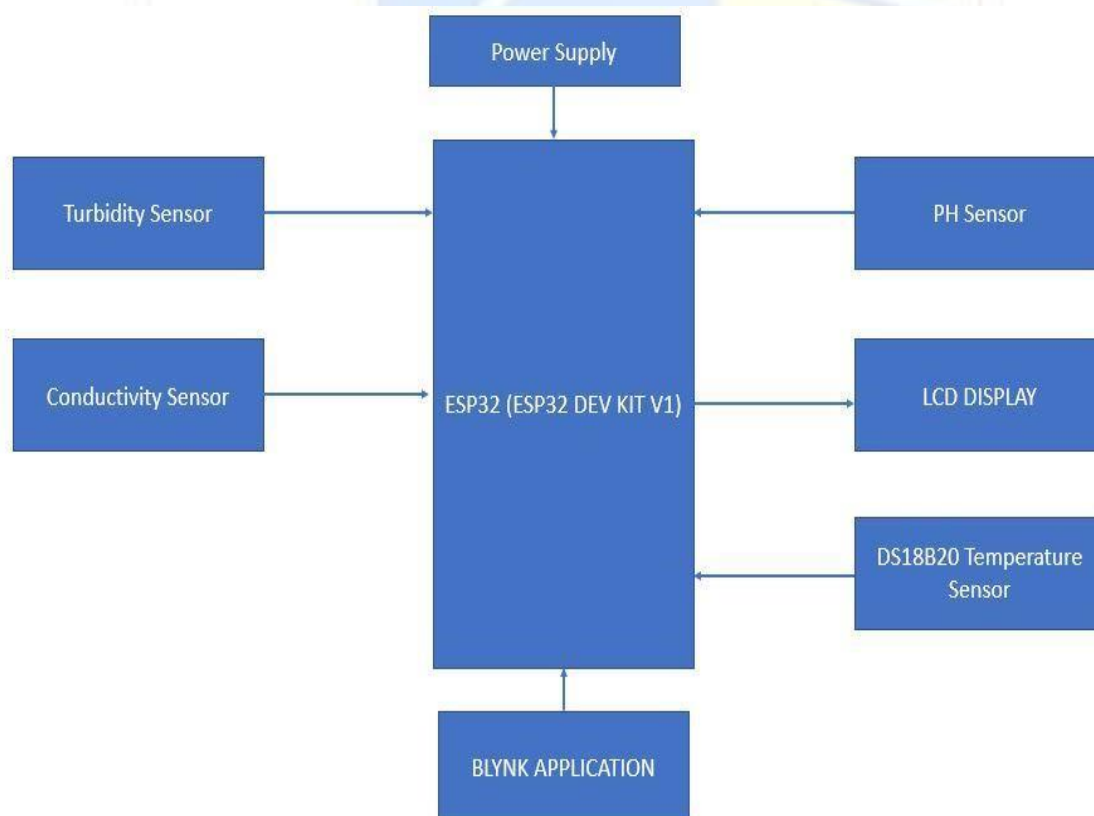 Power Supply
Turbidity Sensor
PH Sensor
Conductivity Sensor
ESP32 (ESP32 DEV KIT V1)
LCD DISPLAY
DS18B20 Temperature
Sensor
BLYNK APPLICATION